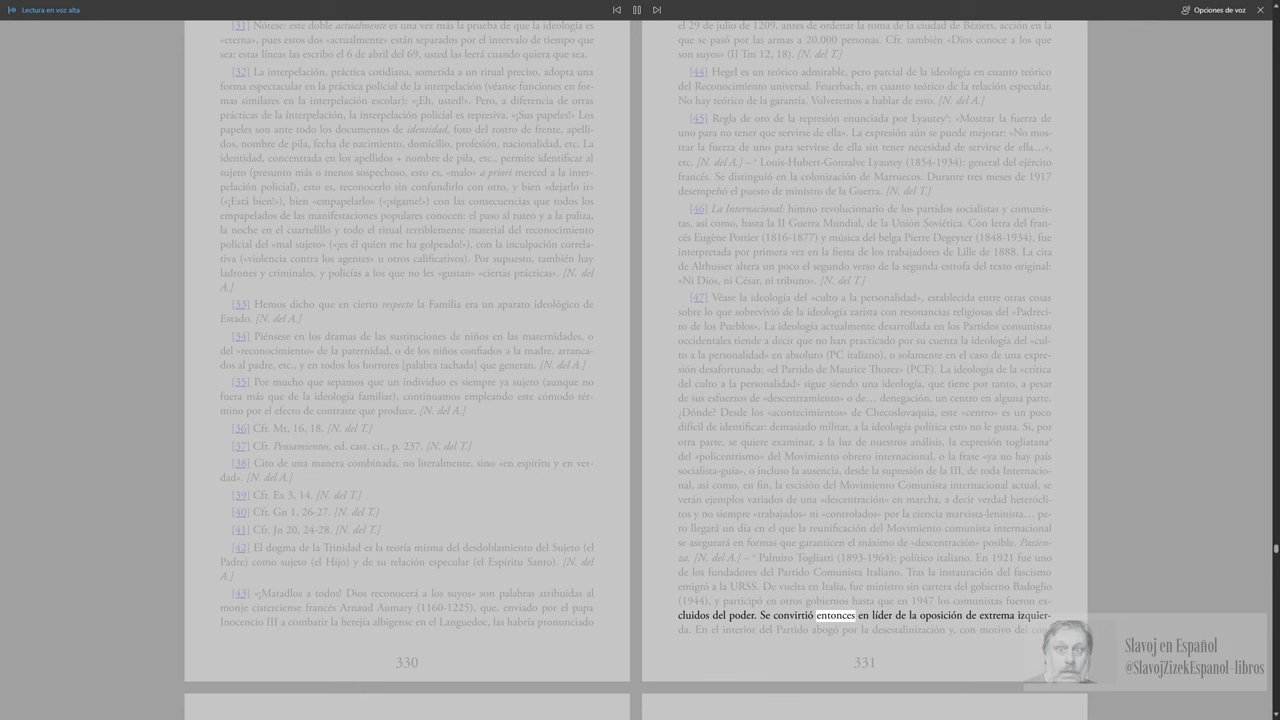 Lectura en voz alta
Opciones de voz
[31] Nótese: este doble actualmente es una vez más la prueba de que la ideología es
«eterna», pues estos dos «actualmente» están separados por el intervalo de tiempo que
sea: estas líneas las escribo el 6 de abril del 69, usted las leerá cuando quiera que sea.
[32] La interpelación, práctica cotidiana, sometida a un ritual preciso, adopta una
forma espectacular en la práctica policial de la interpelación (véanse funciones en for-
mas similares en la interpelación escolar): «¡Eh, usted!». Pero, a diferencia de otras
prácticas de la interpelación, la interpelación policial es represiva. «¡Sus papeles!» Los
papeles son ante todo los documentos de identidad, foto del rostro de frente, apelli-
dos, nombre de pila, fecha de nacimiento, domicilio, profesión, nacionalidad, etc. La
identidad, concentrada en los apellidos + nombre de pila, etc., permite identificar al
sujeto (presunto más o menos sospechoso, esto es, «malo» a priori merced a la inter-
pelación policial), esto es, reconocerlo sin confundirlo con otro, y bien «dejarlo ir»
(«¡Está bien!»), bien «empapelarlo» («¡sígame!») con las consecuencias que todos los
empapelados de las manifestaciones populares conocen: el paso al tuteo y a la paliza,
la noche en el cuartelillo y todo el ritual terriblemente material del reconocimiento
policial del «mal sujeto» («¡es él quien me ha golpeado!»), con la inculpación correla-
tiva («violencia contra los agentes» u otros calificativos). Por supuesto, también hay
ladrones y criminales, y policías a los que no les «gustan» «ciertas prácticas». [N. del
A.]
[33] Hemos dicho que en cierto respecto la Familia era un aparato ideológico de
Estado. [N. del A.]
[34] Piénsese en los dramas de las sustituciones de niños en las maternidades, o
del «reconocimiento» de la paternidad, o de los niños confiados a la madre, arranca-
dos al padre, etc., y en todos los horrores [palabra tachada] que generan. [N. del A.]
[35] Por mucho que sepamos que un individuo es siempre ya sujeto (aunque no
fuera más que de la ideología familiar), continuamos empleando este cómodo tér-
mino por el efecto de contraste que produce. [N. del A.]
[36] Cfr. Mt, 16, 18. [N. del T.]
[37] Cfr. Pensamientos, ed. cast. cit., p. 237. [N. del T.]
[38] Cito de una manera combinada, no literalmente, sino «en espíritu y en ver-
dad». [N. del A.]
[39] Cfr. Ex 3, 14. [N. del T.]
[40] Cfr. Gn 1, 26-27. [N. del T.]
[41] Cfr. Jn 20, 24-28. [N. del T.]
[42] El dogma de la Trinidad es la teoría misma del desdoblamiento del Sujeto (el
Padre) como sujeto (el Hijo) y de su relación especular (el Espíritu Santo). [N. del
A.]
[43] «¡Matadlos a todos! Dios reconocerá a los suyos» son palabras atribuidas al
monje cisterciense francés Arnaud Aumary (1160-1225), que, enviado por el papa
Inocencio III a combatir la herejía albigense en el Languedoc, las habría pronunciado
330
el 29 de julio de 1209, antes de ordenar la toma de la ciudad de Béziers, acción en la
que se pasó por las armas a 20.000 personas. Cfr. también «Dios conoce a los que
son suyos» (II Tm 12, 18). [N. del T.]
[44] Hegel es un teórico admirable, pero parcial de la ideología en cuanto teórico
del Reconocimiento universal. Feuerbach, en cuanto teórico de la relación especular.
No hay teórico de la garantía. Volveremos a hablar de esto. [N. del A.]
[45] Regla de oro de la represión enunciada por Lyautey*: «Mostrar la fuerza de
uno para no tener que servirse de ella». La expresión aún se puede mejorar: «No mos-
trar la fuerza de uno para servirse de ella sin tener necesidad de servirse de ella…»,
etc. [N. del A.] – * Louis-Hubert-Gonzalve Lyautey (1854-1934): general del ejército
francés. Se distinguió en la colonización de Marruecos. Durante tres meses de 1917
desempeñó el puesto de ministro de la Guerra. [N. del T.]
[46] La Internacional: himno revolucionario de los partidos socialistas y comunis-
tas, así como, hasta la II Guerra Mundial, de la Unión Soviética. Con letra del fran-
cés Eugène Pottier (1816-1877) y música del belga Pierre Degeyter (1848-1934), fue
interpretada por primera vez en la fiesta de los trabajadores de Lille de 1888. La cita
de Althusser altera un poco el segundo verso de la segunda estrofa del texto original:
«Ni Dios, ni César, ni tribuno». [N. del T.]
[47] Véase la ideología del «culto a la personalidad», establecida entre otras cosas
sobre lo que sobrevivió de la ideología zarista con resonancias religiosas del «Padreci-
to de los Pueblos». La ideología actualmente desarrollada en los Partidos comunistas
occidentales tiende a decir que no han practicado por su cuenta la ideología del «cul-
to a la personalidad» en absoluto (PC italiano), o solamente en el caso de una expre-
sión desafortunada: «el Partido de Maurice Thorez» (PCF). La ideología de la «crítica
del culto a la personalidad» sigue siendo una ideología, que tiene por tanto, a pesar
de sus esfuerzos de «descentramiento» o de… denegación, un centro en alguna parte.
¿Dónde? Desde los «acontecimientos» de Checoslovaquia, este «centro» es un poco
difícil de identificar: demasiado militar, a la ideología política esto no le gusta. Si, por
otra parte, se quiere examinar, a la luz de nuestros análisis, la expresión togliatana*
del «policentrismo» del Movimiento obrero internacional, o la frase «ya no hay país
socialista-guía», o incluso la ausencia, desde la supresión de la III, de toda Internacio-
nal, así como, en fin, la escisión del Movimiento Comunista internacional actual, se
verán ejemplos variados de una «descentración» en marcha, a decir verdad heterócli-
tos y no siempre «trabajados» ni «controlados» por la ciencia marxista-leninista… pe-
ro llegará un día en el que la reunificación del Movimiento comunista internacional
se asegurará en formas que garanticen el máximo de «descentración» posible. Pazien-
za. [N. del A.] – * Palmiro Togliatti (1893-1964): político italiano. En 1921 fue uno
de los fundadores del Partido Comunista Italiano. Tras la instauración del fascismo
emigró a la URSS. De vuelta en Italia, fue ministro sin cartera del gobierno Badoglio
(1944), y participó en otros gobiernos hasta que en 1947 los comunistas fueron ex-
cluidos del poder. Se convirtió entonces en líder de la oposición de extrema izquier-
da. En el interior del Partido abogó por la desestalinización y, con motivo del con-
331
Slavoj en Español
@SlavojZizekEspanol-libros